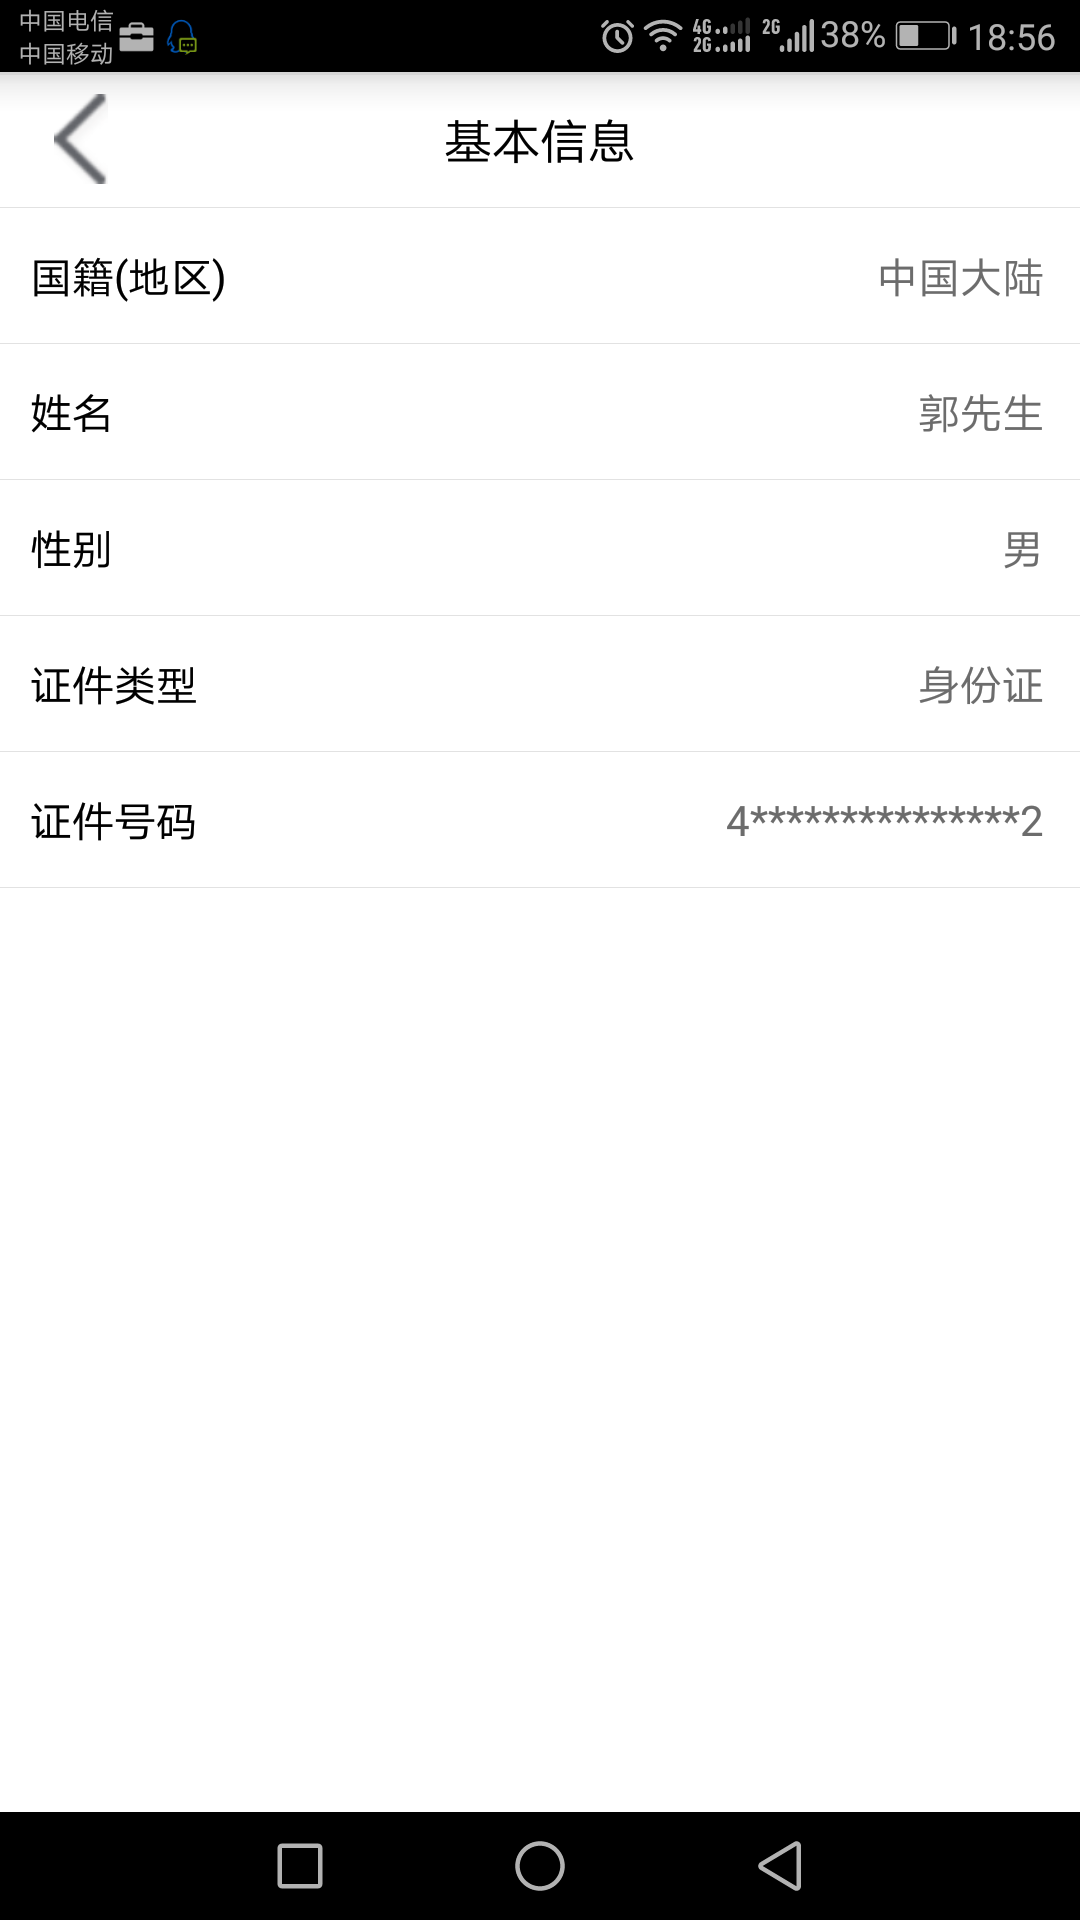 中国电信
中国移动
4G
2G
2G
38%
18:56
基本信息
国籍(地区)
中国大陆
姓名
郭先生
性别
男
证件类型
身份证
证件号码
4***************2